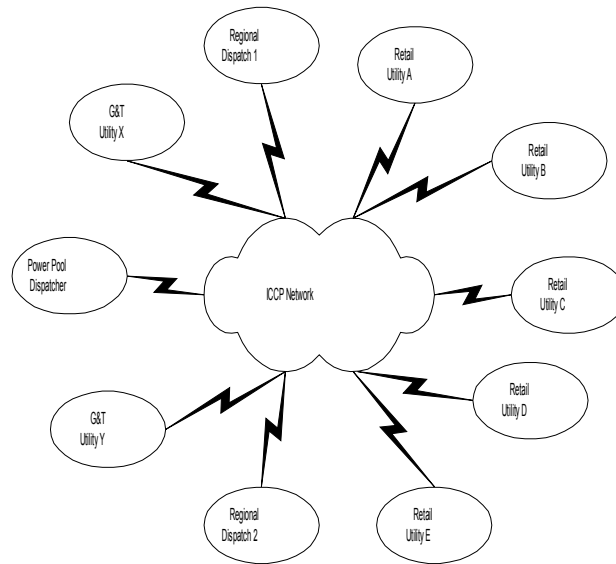 Regional
Dispatch 1
Retail
Utility A
G&T
Utility X
Retail
Utility B
Power Pool
Dispatcher
ICCP Network
Retail
Utility C
Retail
Utility D
G&T
Utility Y
Regional
Dispatch 2
Retail
Utility E